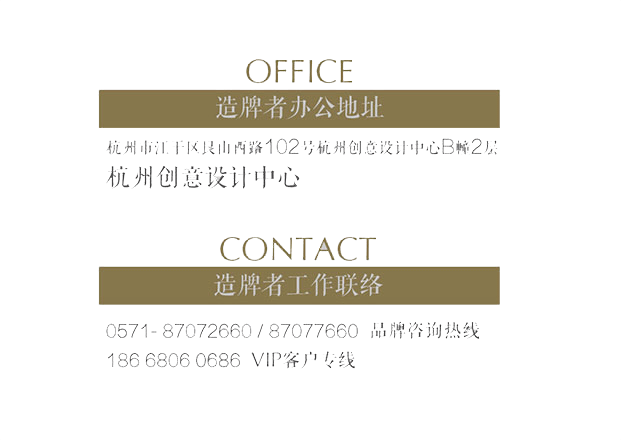 OFFICE
造牌者办公地址
杭州市江干区艮山西路102号杭州创意设计中心B幢2层
杭州创意设计中心
CONTACT
造牌者工作联络
0571- 87072660 / 87077660 品牌咨询热线
186 6806 0686 VIP客户专线